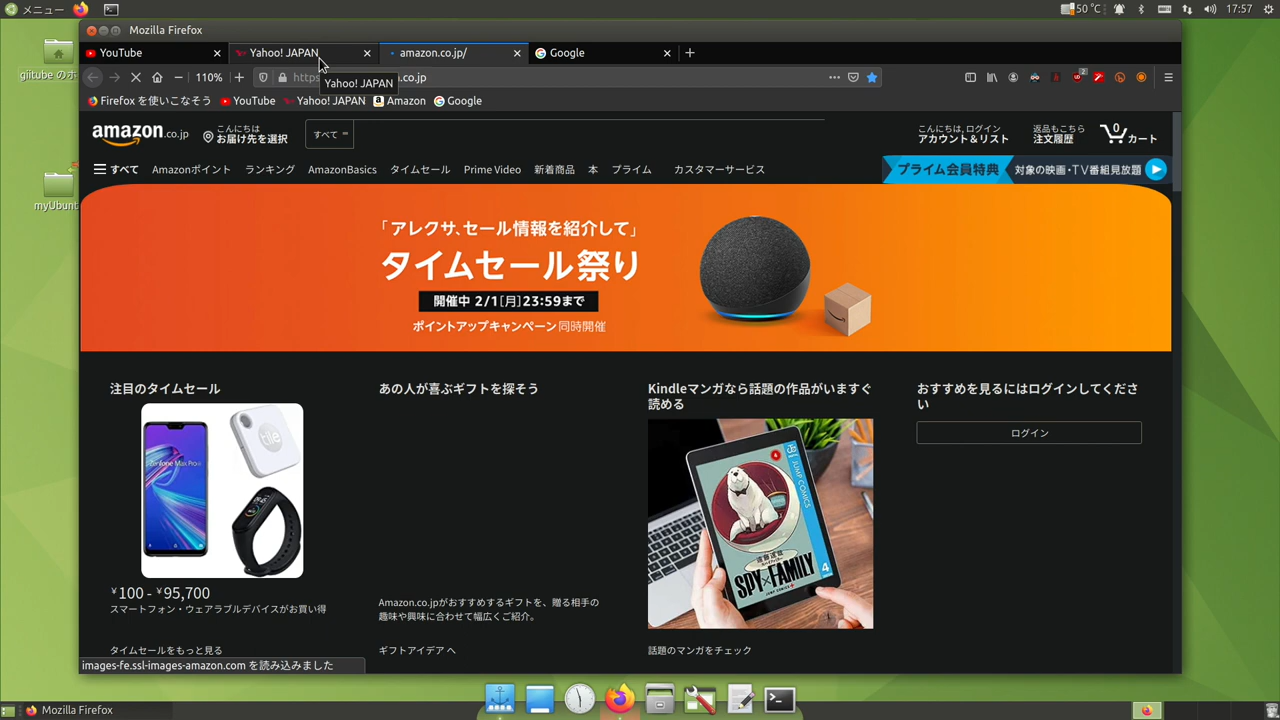 メニュー
50 ℃
17:57
Mozilla Firefox
YouTube
Yahoo! JAPAN
amazon.co.jp/
Google
110%
https
.co.jp
Yahoo! JAPAN
2
Firefox を使いこなそう
YouTube
Yahoo! JAPAN
Amazon
Google
giitube のホ
myUbunt
amazon.co.jp
こんにちは
お届け先を選択
すべて
こんにちは, ログイン
アカウント&リスト
返品もこちら
注文履歴
0
カート
すべて
Amazonポイント
ランキング
AmazonBasics
タイムセール
Prime Video
新着商品
本
プライム
カスタマーサービス
プライム会員特典
対象の映画・TV番組見放題
「アレクサ、セール情報を紹介して」
タイムセール祭り
開催中 2/1[月]23:59まで
ポイントアップキャンペーン同時開催
注目のタイムセール
tile
Zenfone Max Pro
¥100 - ¥95,700
スマートフォン・ウェアラブルデバイスがお買い得
タイムセールをもっと見る
あの人が喜ぶギフトを探そう
Amazon.co.jpがおすすめするギフトを、贈る相手の
趣味や興味に合わせて幅広くご紹介。
ギフトアイデア へ
Kindleマンガなら話題の作品がいますぐ
読める
JUMP COMICS
SPY×FAMILY
4
話題のマンガをチェック
おすすめを見るにはログインしてくださ
い
ログイン
images-fe.ssl-images-amazon.com を読み込みました
Mozilla Firefox